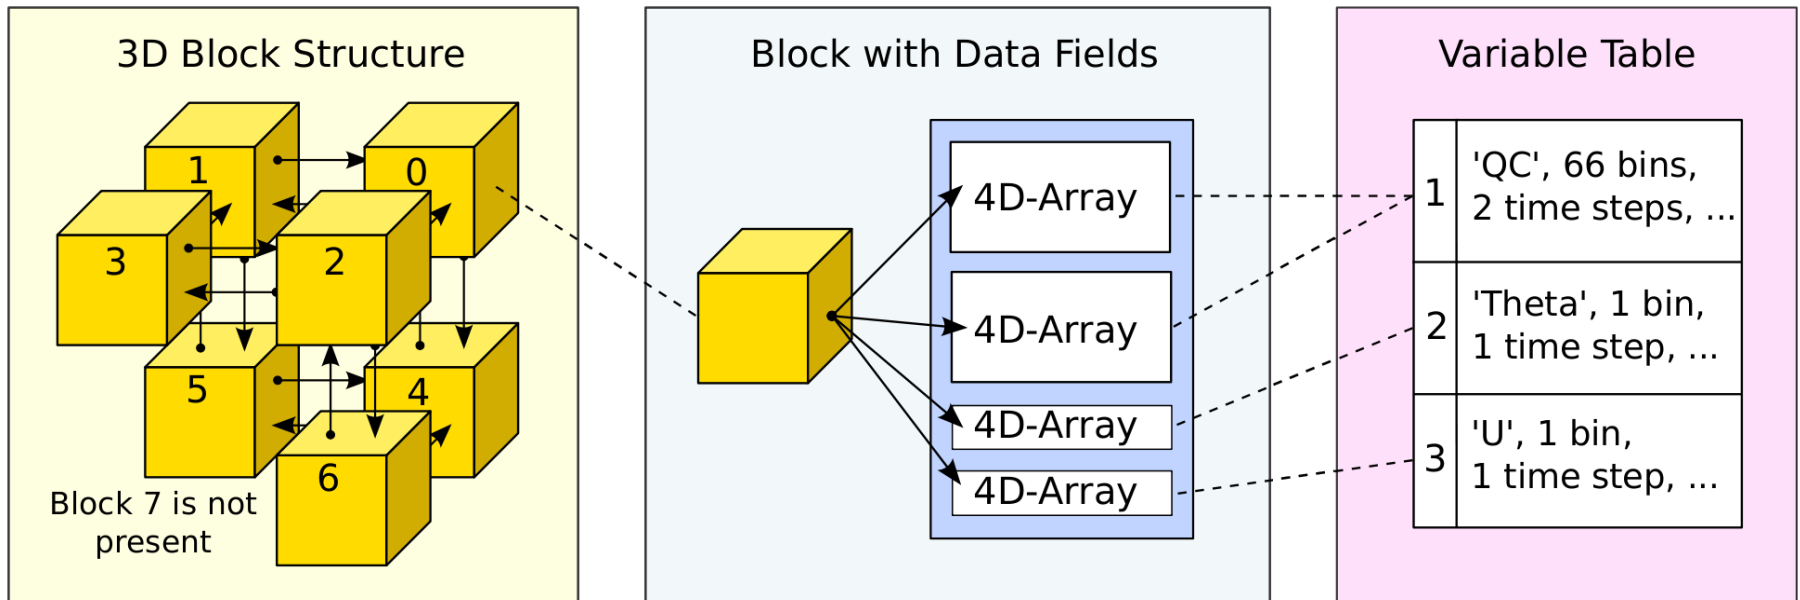 3D Block Structure
1
0
3
2
5
4
6
Block 7 is not
present
Block with Data Fields
4D-Array
4D-Array
4D-Array
4D-Array
Variable Table
1
'QC', 66 bins,
2 time steps, ...
2
'Theta', 1 bin,
1 time step, ...
3
'U', 1 bin,
1 time step, ...